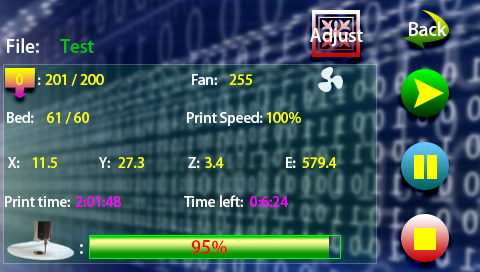 Adjust Back
File: Test
0 : 201 / 200 Fan: 255
Bed: 61 / 60 Print Speed: 100%
X: 11.5 Y: 27.3 Z: 3.4 E: 579.4
Print time: 2:01:48 Time left: 0:6:24
: 95%